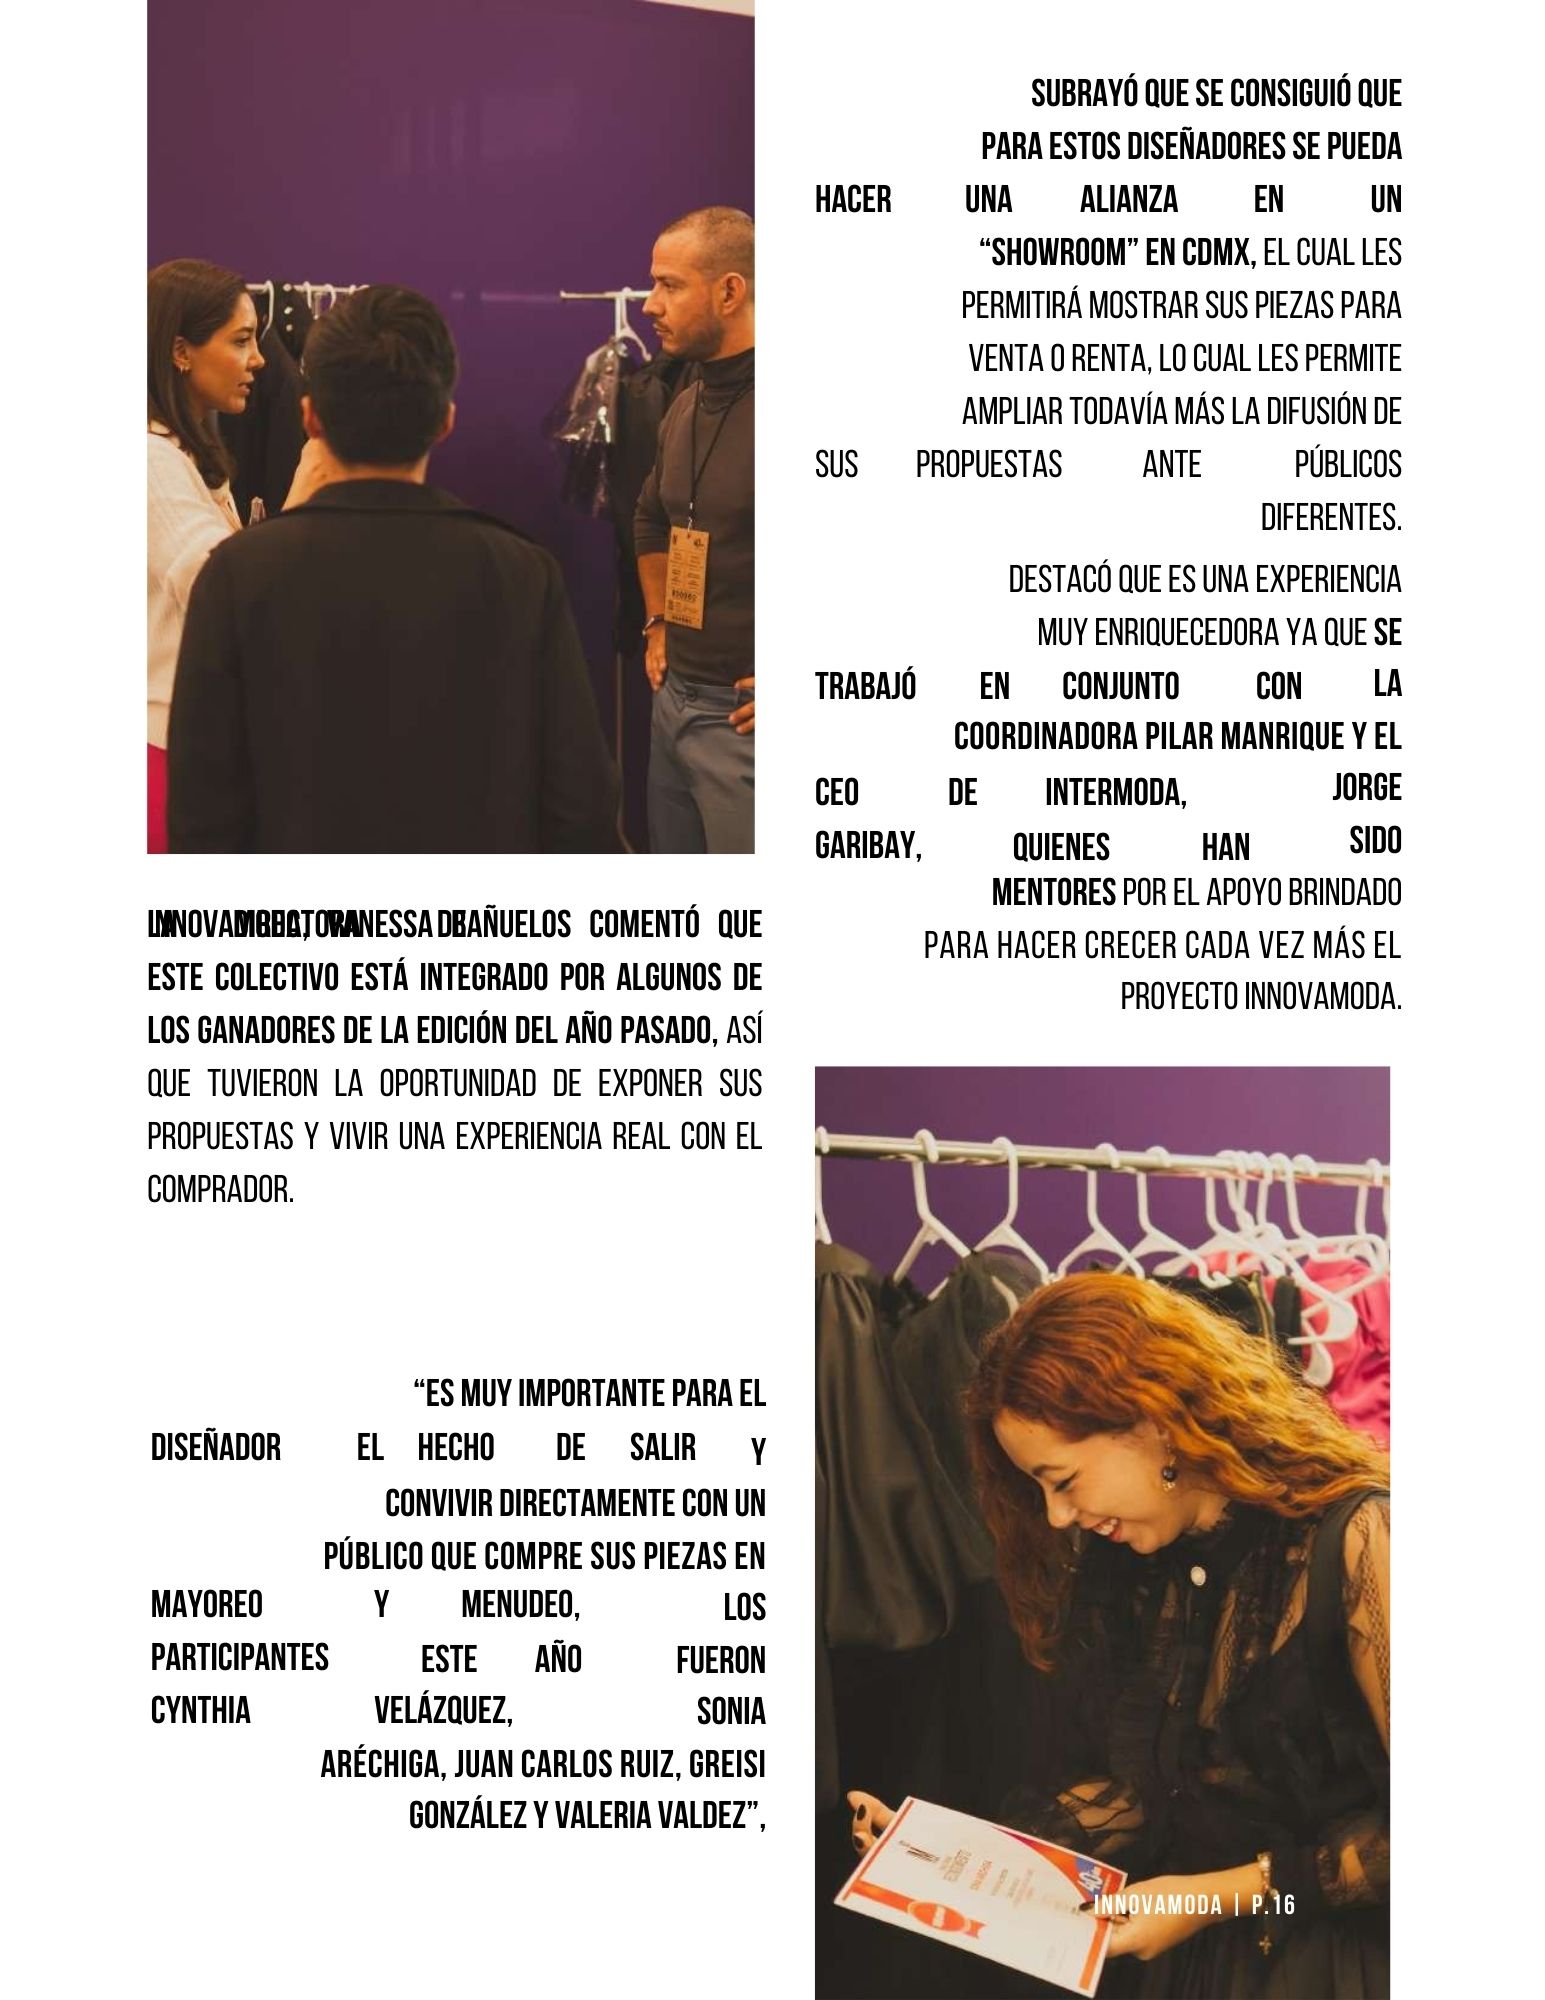 LA DIRECTORA DE
INNOVAMODA, VANESSA BAÑUELOS COMENTÓ QUE
ESTE COLECTIVO ESTÁ INTEGRADO POR ALGUNOS DE
LOS GANADORES DE LA EDICIÓN DEL AÑO PASADO, ASÍ
QUE TUVIERON LA OPORTUNIDAD DE EXPONER SUS
PROPUESTAS Y VIVIR UNA EXPERIENCIA REAL CON EL
COMPRADOR.
“ES MUY IMPORTANTE PARA EL
DISEÑADOR EL HECHO DE SALIR Y
CONVIVIR DIRECTAMENTE CON UN
PÚBLICO QUE COMPRE SUS PIEZAS EN
MAYOREO Y MENUDEO, LOS
PARTICIPANTES ESTE AÑO FUERON
CYNTHIA VELÁZQUEZ, SONIA
ARÉCHIGA, JUAN CARLOS RUIZ, GREISI
GONZÁLEZ Y VALERIA VALDEZ”,
SUBRAYÓ QUE SE CONSIGUIÓ QUE
PARA ESTOS DISEÑADORES SE PUEDA
HACER UNA ALIANZA EN UN
“SHOWROOM” EN CDMX, EL CUAL LES
PERMITIRÁ MOSTRAR SUS PIEZAS PARA
VENTA O RENTA, LO CUAL LES PERMITE
AMPLIAR TODAVÍA MÁS LA DIFUSIÓN DE
SUS PROPUESTAS ANTE PÚBLICOS
DIFERENTES.
DESTACÓ QUE ES UNA EXPERIENCIA
MUY ENRIQUECEDORA YA QUE SE
TRABAJÓ EN CONJUNTO CON LA
COORDINADORA PILAR MANRIQUE Y EL
CEO DE INTERMODA, JORGE
GARIBAY, QUIENES HAN SIDO
MENTORES POR EL APOYO BRINDADO
PARA HACER CRECER CADA VEZ MÁS EL
PROYECTO INNOVAMODA.
40
INNOVAMODA | P.16